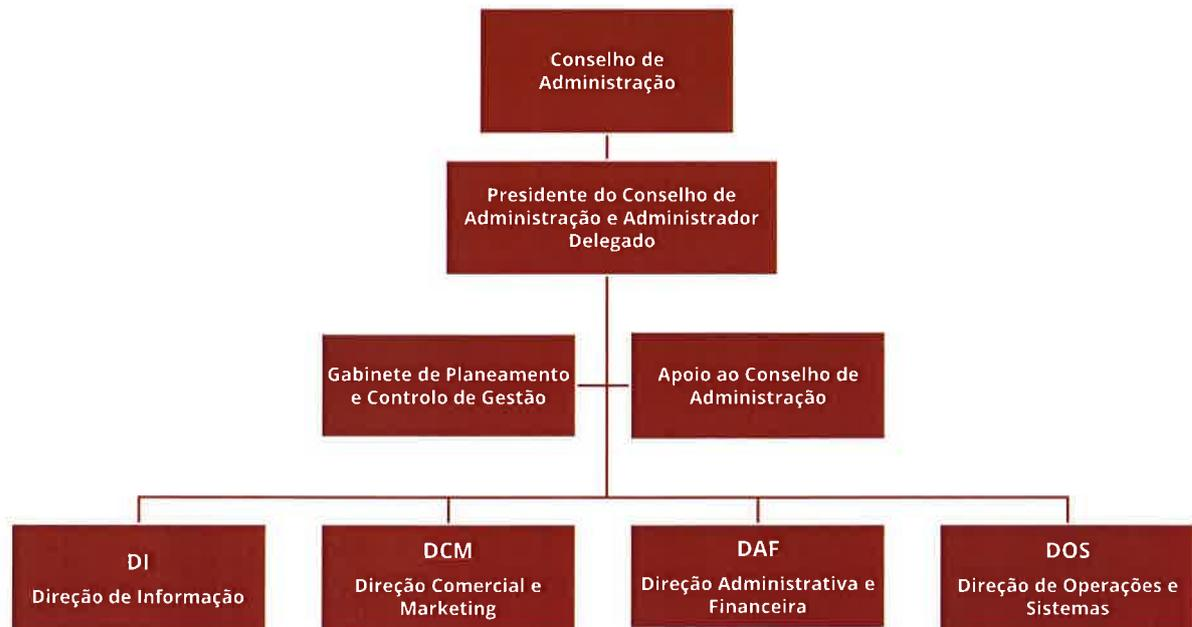 Conselho de
Administração
Presidente do Conselho de
Administração e Administrador
Delegado
Gabinete de Planeamento
e Controlo de Gestão
Apoio ao Conselho de
Administração
DI
Direção de Informação
DCM
Direção Comercial e
Marketing
DAF
Direção Administrativa e
Financeira
DOS
Direção de Operações e
Sistemas